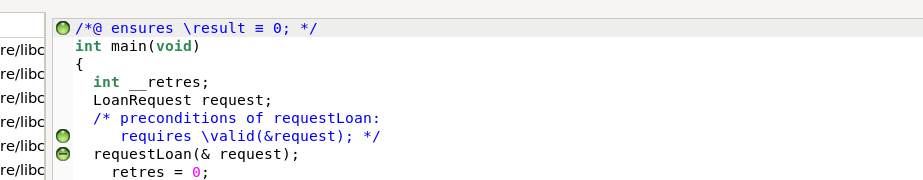 /*@ ensures \result ≡ 0; */
int main(void)
re/libc
{
re/libc
int __retres;
re/libc
LoanRequest request;
/* preconditions of requestLoan:
re/libc
requires \valid(&request); */
re/libc
requestLoan(& request);
re/libc
retres = 0;